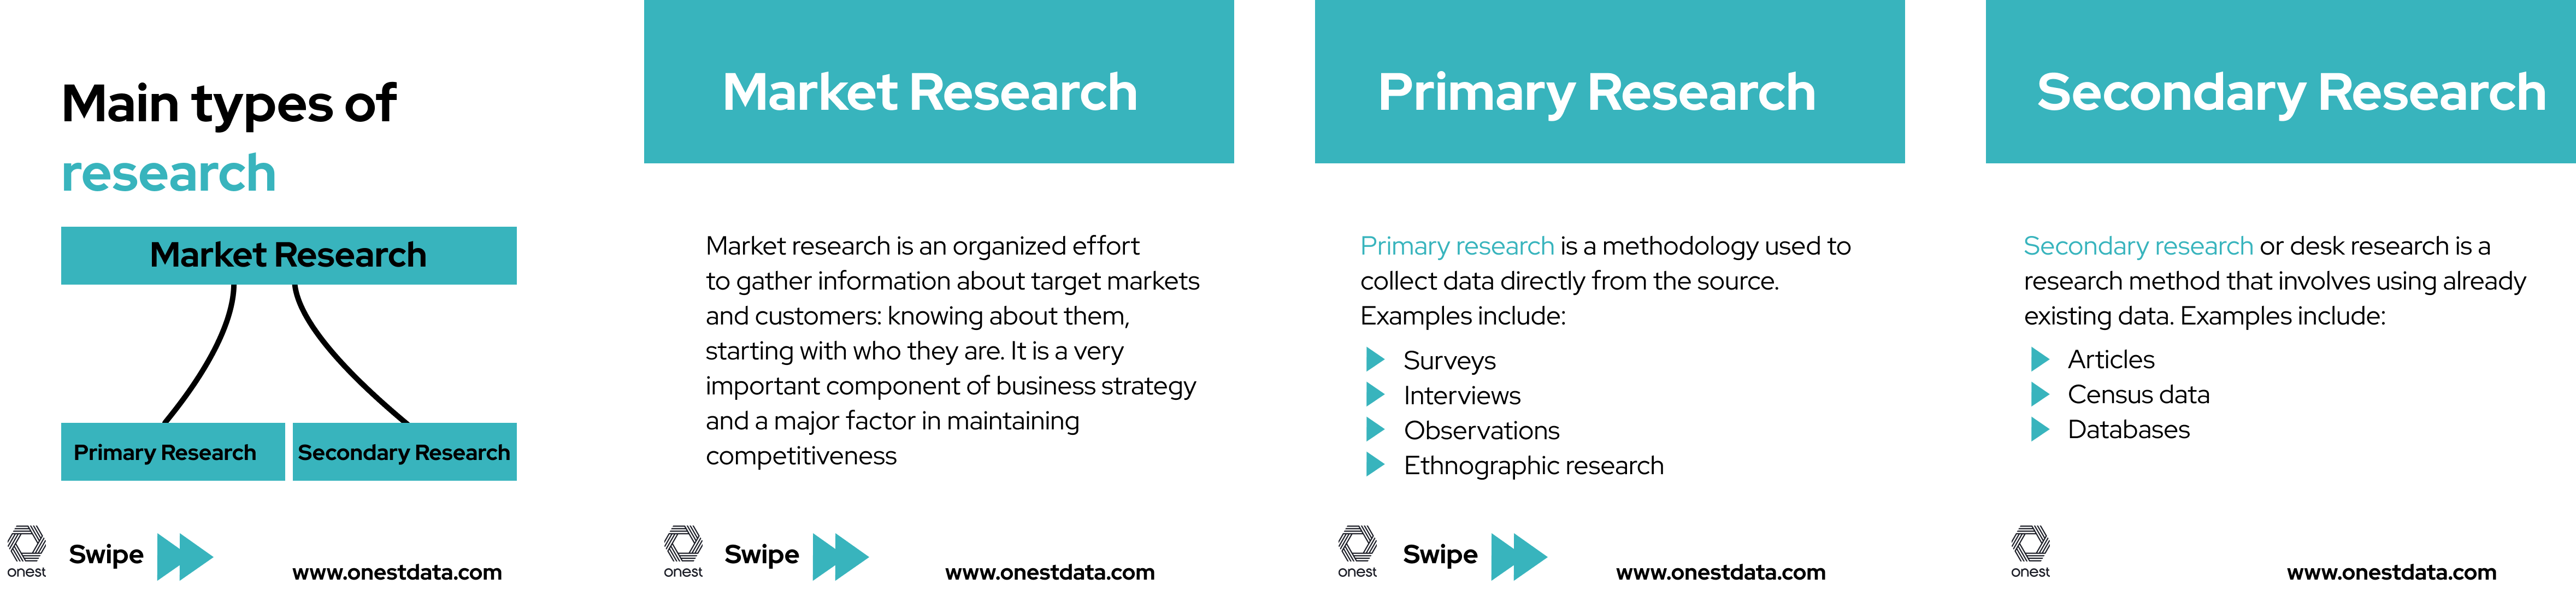 Main types of
research
Market Research
Primary Research
Secondary Research
onest
Swipe
www.onestdata.com
Market Research
Market research is an organized effort
to gather information about target markets
and customers: knowing about them,
starting with who they are. It is a very
important component of business strategy
and a major factor in maintaining
competitiveness
onest
Swipe
www.onestdata.com
Primary Research
Primary research is a methodology used to
collect data directly from the source.
Examples include:
Surveys
Interviews
Observations
Ethnographic research
onest
Swipe
www.onestdata.com
Secondary Research
Secondary research or desk research is a
research method that involves using already
existing data. Examples include:
Articles
Census data
Databases
onest
www.onestdata.com